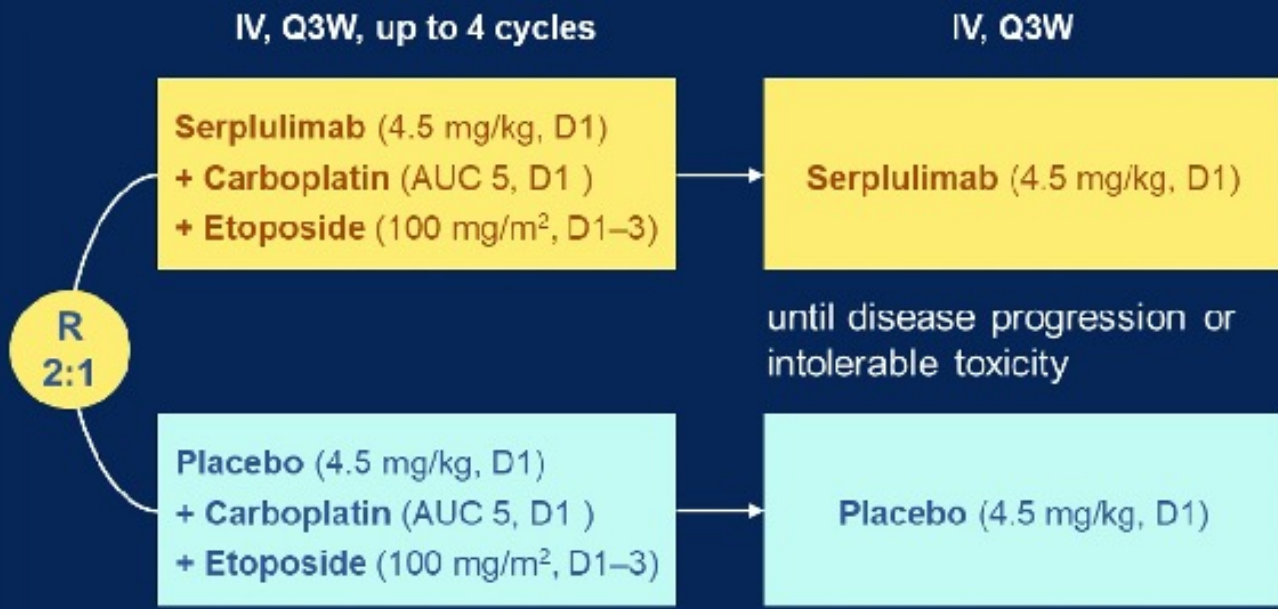 IV, Q3W, up to 4 cycles
IV, Q3W
Serplulimab (4.5 mg/kg, D1)
+ Carboplatin (AUC 5, D1 )
+ Etoposide (100 mg/m², D1–3)
Serplulimab (4.5 mg/kg, D1)
R
2:1
until disease progression or
intolerable toxicity
Placebo (4.5 mg/kg, D1)
+ Carboplatin (AUC 5, D1 )
+ Etoposide (100 mg/m², D1–3)
Placebo (4.5 mg/kg, D1)